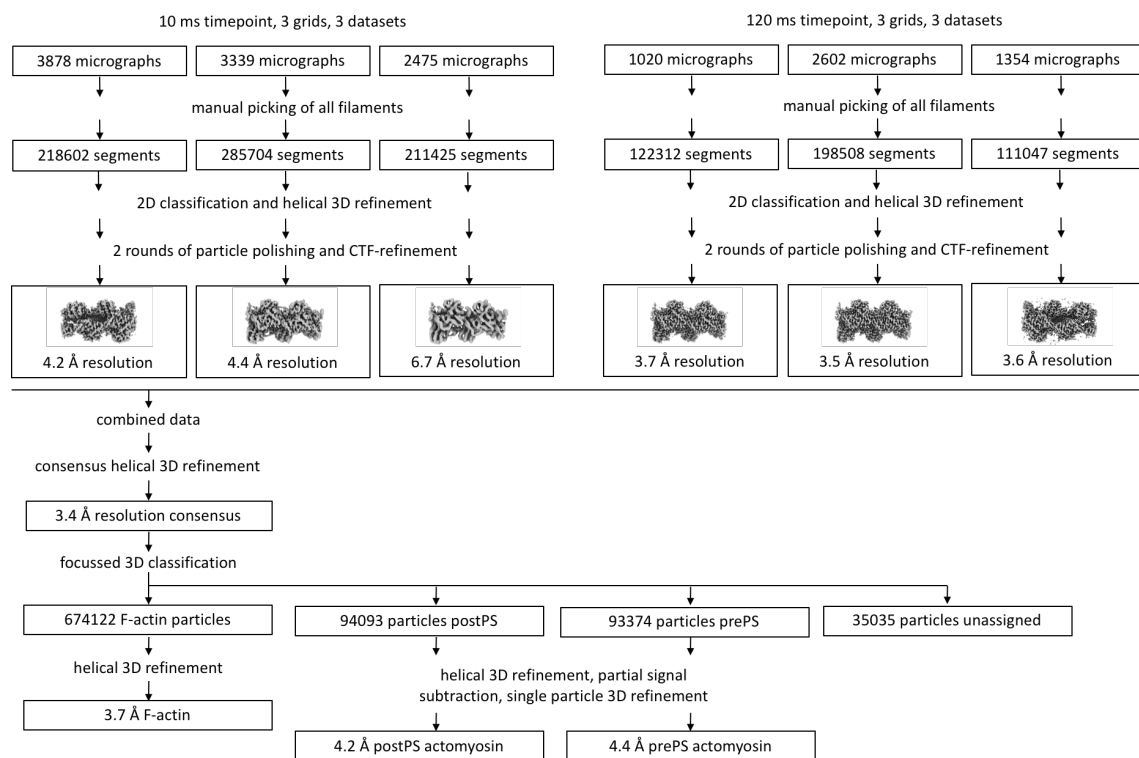 10 ms timepoint, 3 grids, 3 datasets
120 ms timepoint, 3 grids, 3 datasets
3878 micrographs
3339 micrographs
2475 micrographs
1020 micrographs
2602 micrographs
1354 micrographs
manual picking of all filaments
manual picking of all filaments
218602 segments
285704 segments
211425 segments
122312 segments
198508 segments
111047 segments
2D classification and helical 3D refinement
2D classification and helical 3D refinement
2 rounds of particle polishing and CTF-refinement
2 rounds of particle polishing and CTF-refinement
4.2 Å resolution
4.4 Å resolution
6.7 Å resolution
3.7 Å resolution
3.5 Å resolution
3.6 Å resolution
combined data
consensus helical 3D refinement
3.4 Å resolution consensus
focussed 3D classification
674122 F-actin particles
94093 particles postPS
93374 particles prePS
35035 particles unassigned
helical 3D refinement
helical 3D refinement, partial signal
subtraction, single particle 3D refinement
3.7 Å F-actin
4.2 Å postPS actomyosin
4.4 Å prePS actomyosin